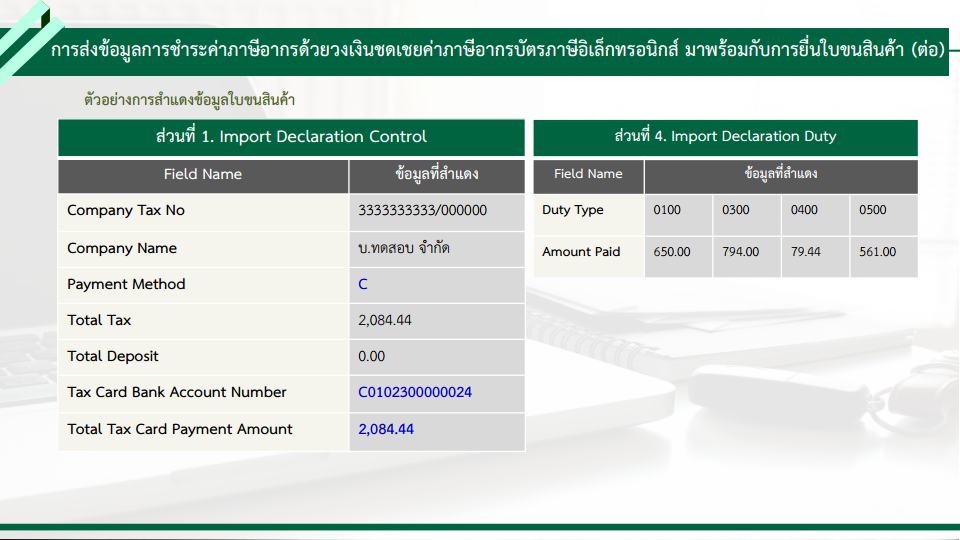 การส่งข้อมูลการชำระค่าภาษีอากรด้วยวงเงินชดเชยค่าภาษีอากรบัตรภาษีอิเล็กทรอนิกส์ มาพร้อมกับการยื่นใบขนสินค้า (ต่อ)
ตัวอย่างการสำแดงข้อมูลใบขนสินค้า
ส่วนที่ 1. Import Declaration Control
Field Name ข้อมูลที่สำแดง
Company Tax No 3333333333/000000
Company Name บ.ทดสอบ จำกัด
Payment Method C
Total Tax 2,084.44
Total Deposit 0.00
Tax Card Bank Account Number C0102300000024
Total Tax Card Payment Amount 2,084.44
ส่วนที่ 4. Import Declaration Duty
Field Name ข้อมูลที่สำแดง
Duty Type 0100 0300 0400 0500
Amount Paid 650.00 794.00 79.44 561.00